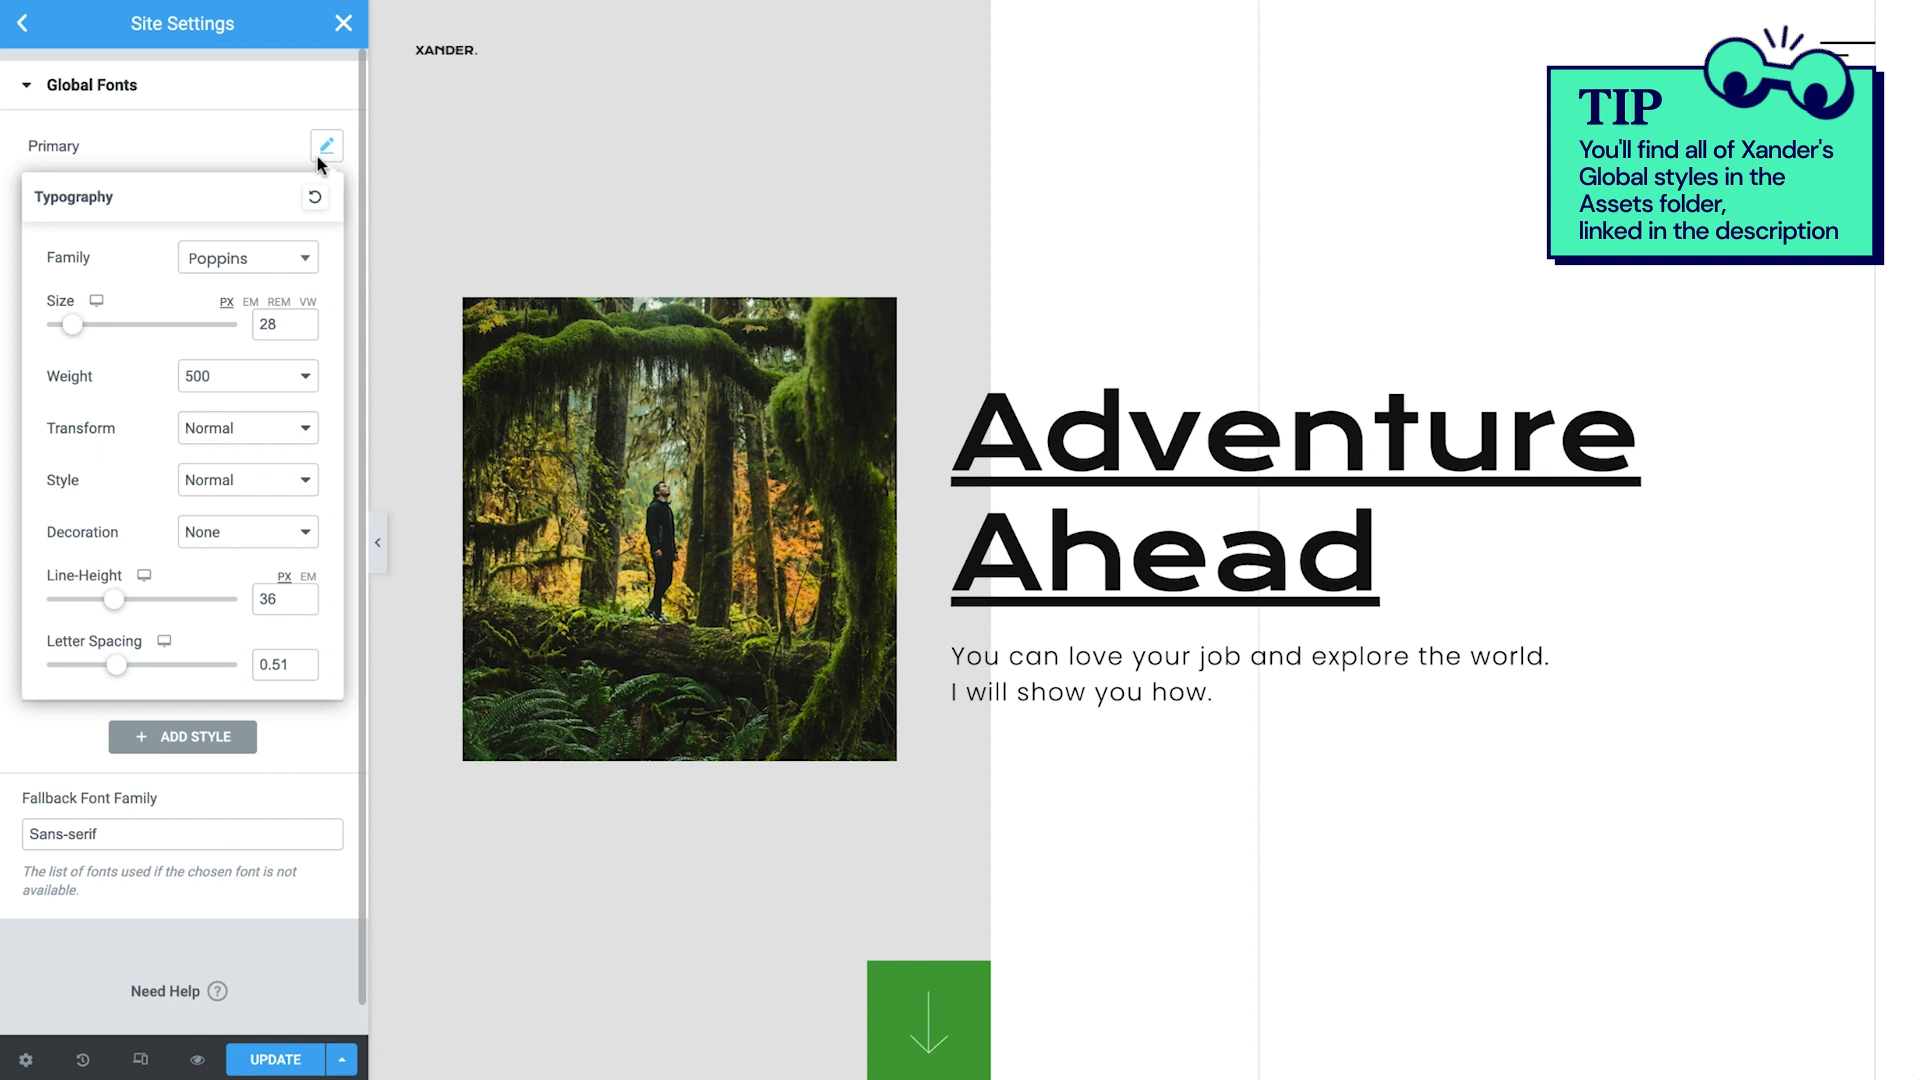 Site Settings
Global Fonts
Primary
Typography
Family
Poppins
Size
PX EM REM VW
28
Weight
500
Transform
Normal
Style
Normal
Decoration
None
Line-Height
PX EM
36
Letter Spacing
0.51
+ ADD STYLE
Fallback Font Family
Sans-serif
The list of fonts used if the chosen font is not
available.
Need Help ?
UPDATE
XANDER.
Adventure
Ahead
You can love your job and explore the world.
I will show you how.
TIP
You'll find all of Xander's
Global styles in the
Assets folder,
linked in the description